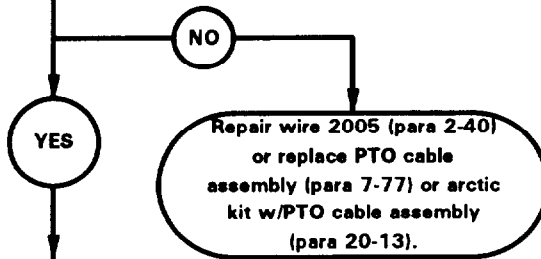 NO
YES
Repair wire 2005 (para 2-40)
or replace PTO cable
assembly (para 7-77) or arctic
kit w/PTO cable assembly
(para 20-13).